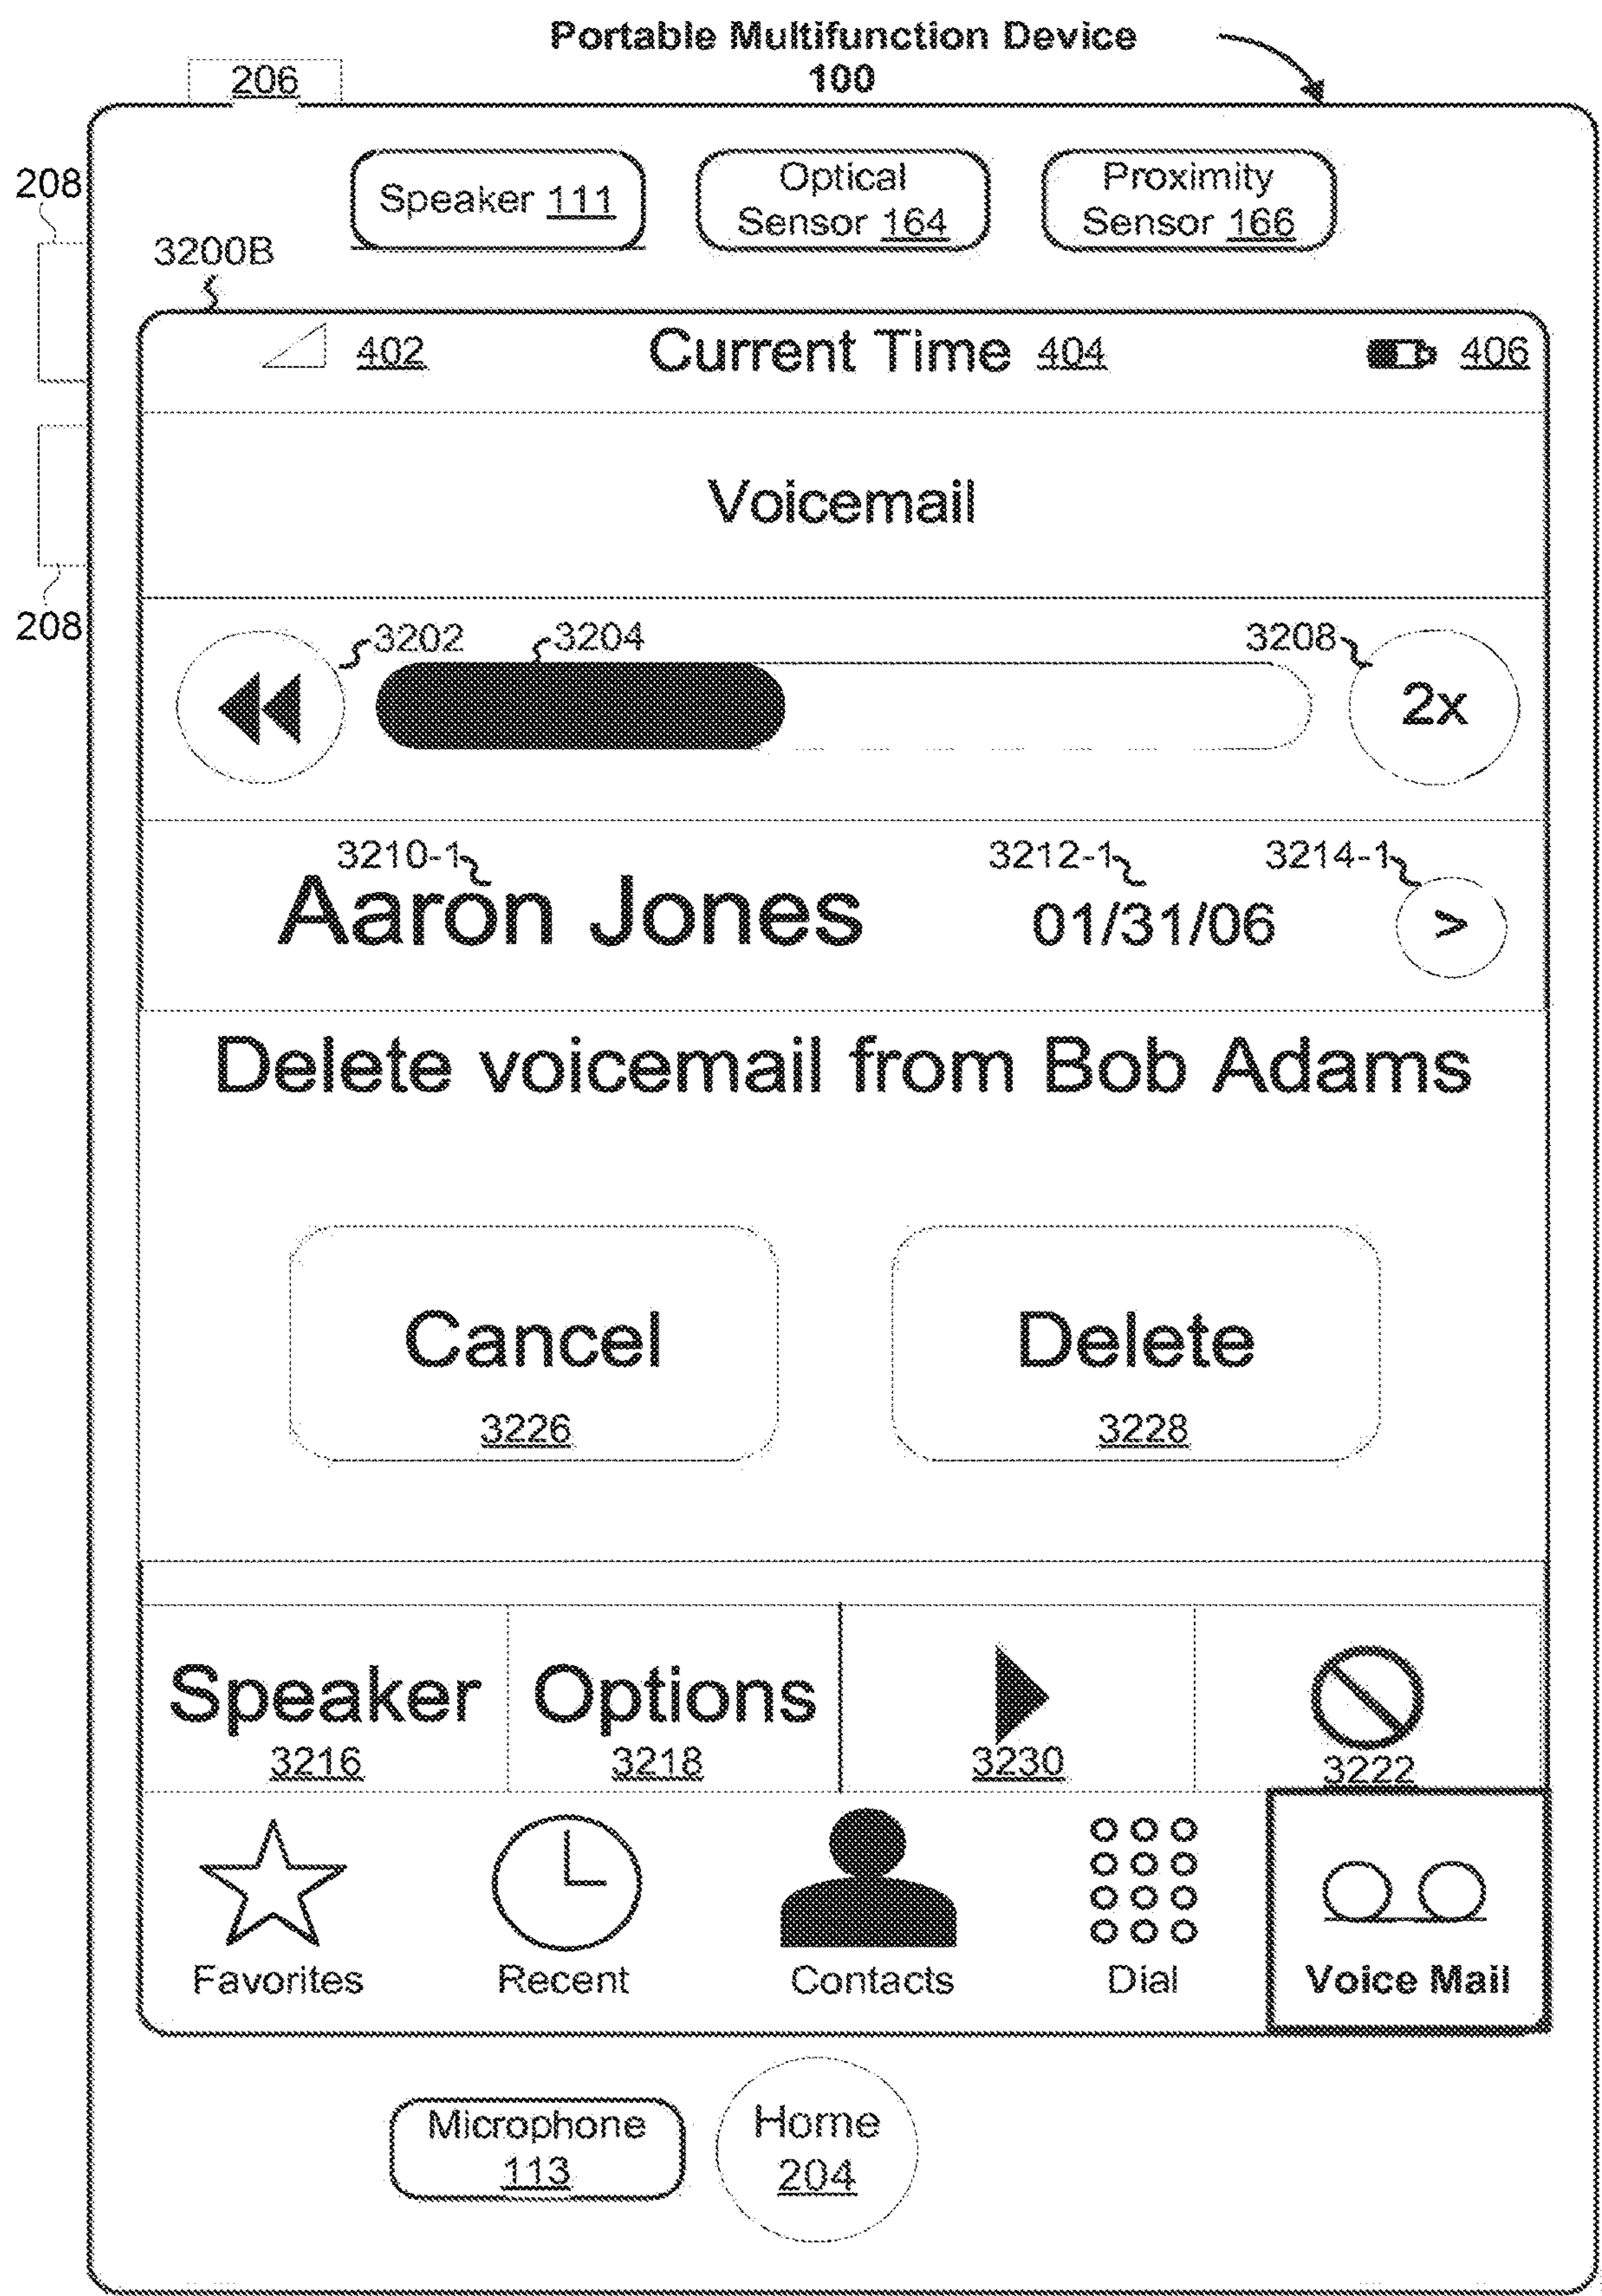 Portable Multifunction Device
100
206
208
Speaker 111
Optical
Sensor 164
Proximity
Sensor 166
3200B
402
Current Time 404
406
Voicemail
208
3202
3204
3208
2x
3210-1
3212-1
3214-1
Aaron Jones
01/31/06
>
Delete voicemail from Bob Adams
Cancel
3226
Delete
3228
Speaker
3216
Options
3218
3230
3222
Favorites
Recent
Contacts
Dial
Voice Mail
Microphone
113
Home
204